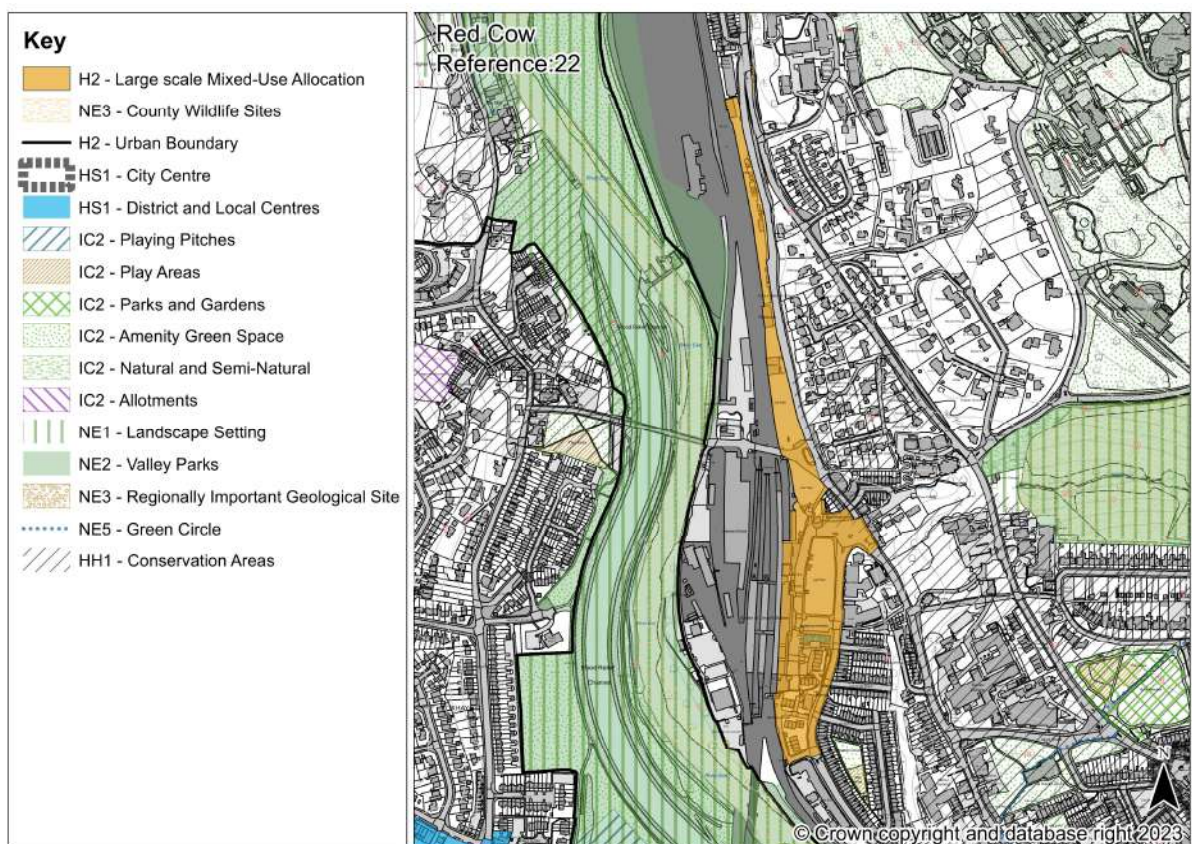 Key
H2 - Large scale Mixed-Use Allocation
NE3 - County Wildlife Sites
H2 - Urban Boundary
HS1 - City Centre
HS1 - District and Local Centres
IC2 - Playing Pitches
IC2 - Play Areas
IC2 - Parks and Gardens
IC2 - Amenity Green Space
IC2 - Natural and Semi-Natural
IC2 - Allotments
NE1 - Landscape Setting
NE2 - Valley Parks
NE3 - Regionally Important Geological Site
NE5 - Green Circle
HH1 - Conservation Areas
Red Cow
Reference:22
N
© Crown copyright and database right 2023